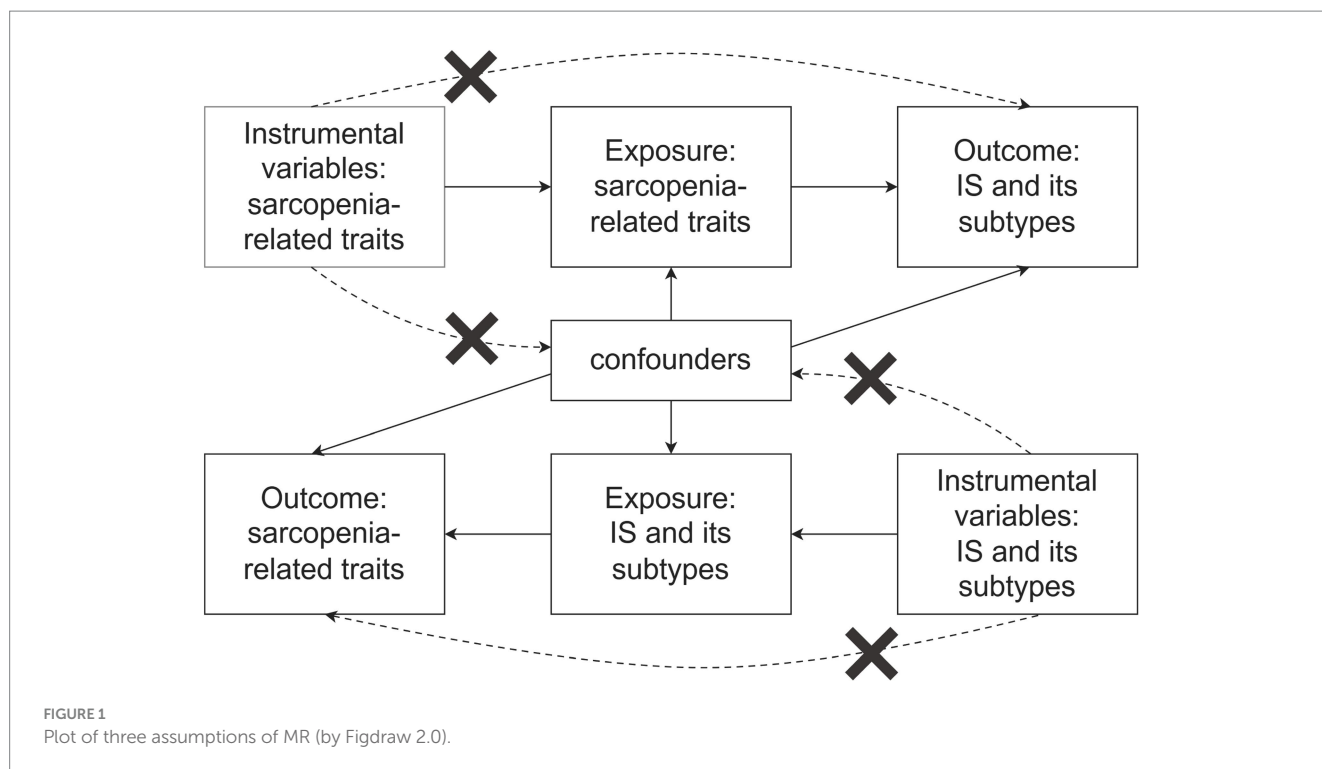 Instrumental
variables:
sarcopenia-
related traits
Exposure:
sarcopenia-
related traits
Outcome:
IS and its
subtypes
confounders
Outcome:
sarcopenia-
related traits
Exposure:
IS and its
subtypes
Instrumental
variables:
IS and its
subtypes
FIGURE 1
Plot of three assumptions of MR (by Figdraw 2.0).